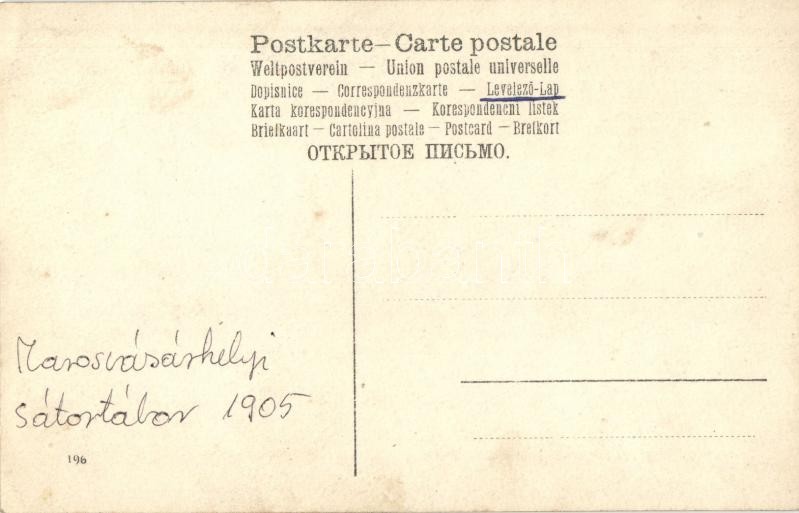 Postkarte – Carte postale
Weltpostverein — Union postale universelle
Dopisnice — Correspondenzkarte — Levelező-Lap
Karta korespondencyjna — Korespondenční lístek
Briefkaart — Cartolina postale — Postcard — Brefkort
ОТКРЫТОЕ ПИСЬМО.
Marosvásárhelyi
sátortábor 1905
196